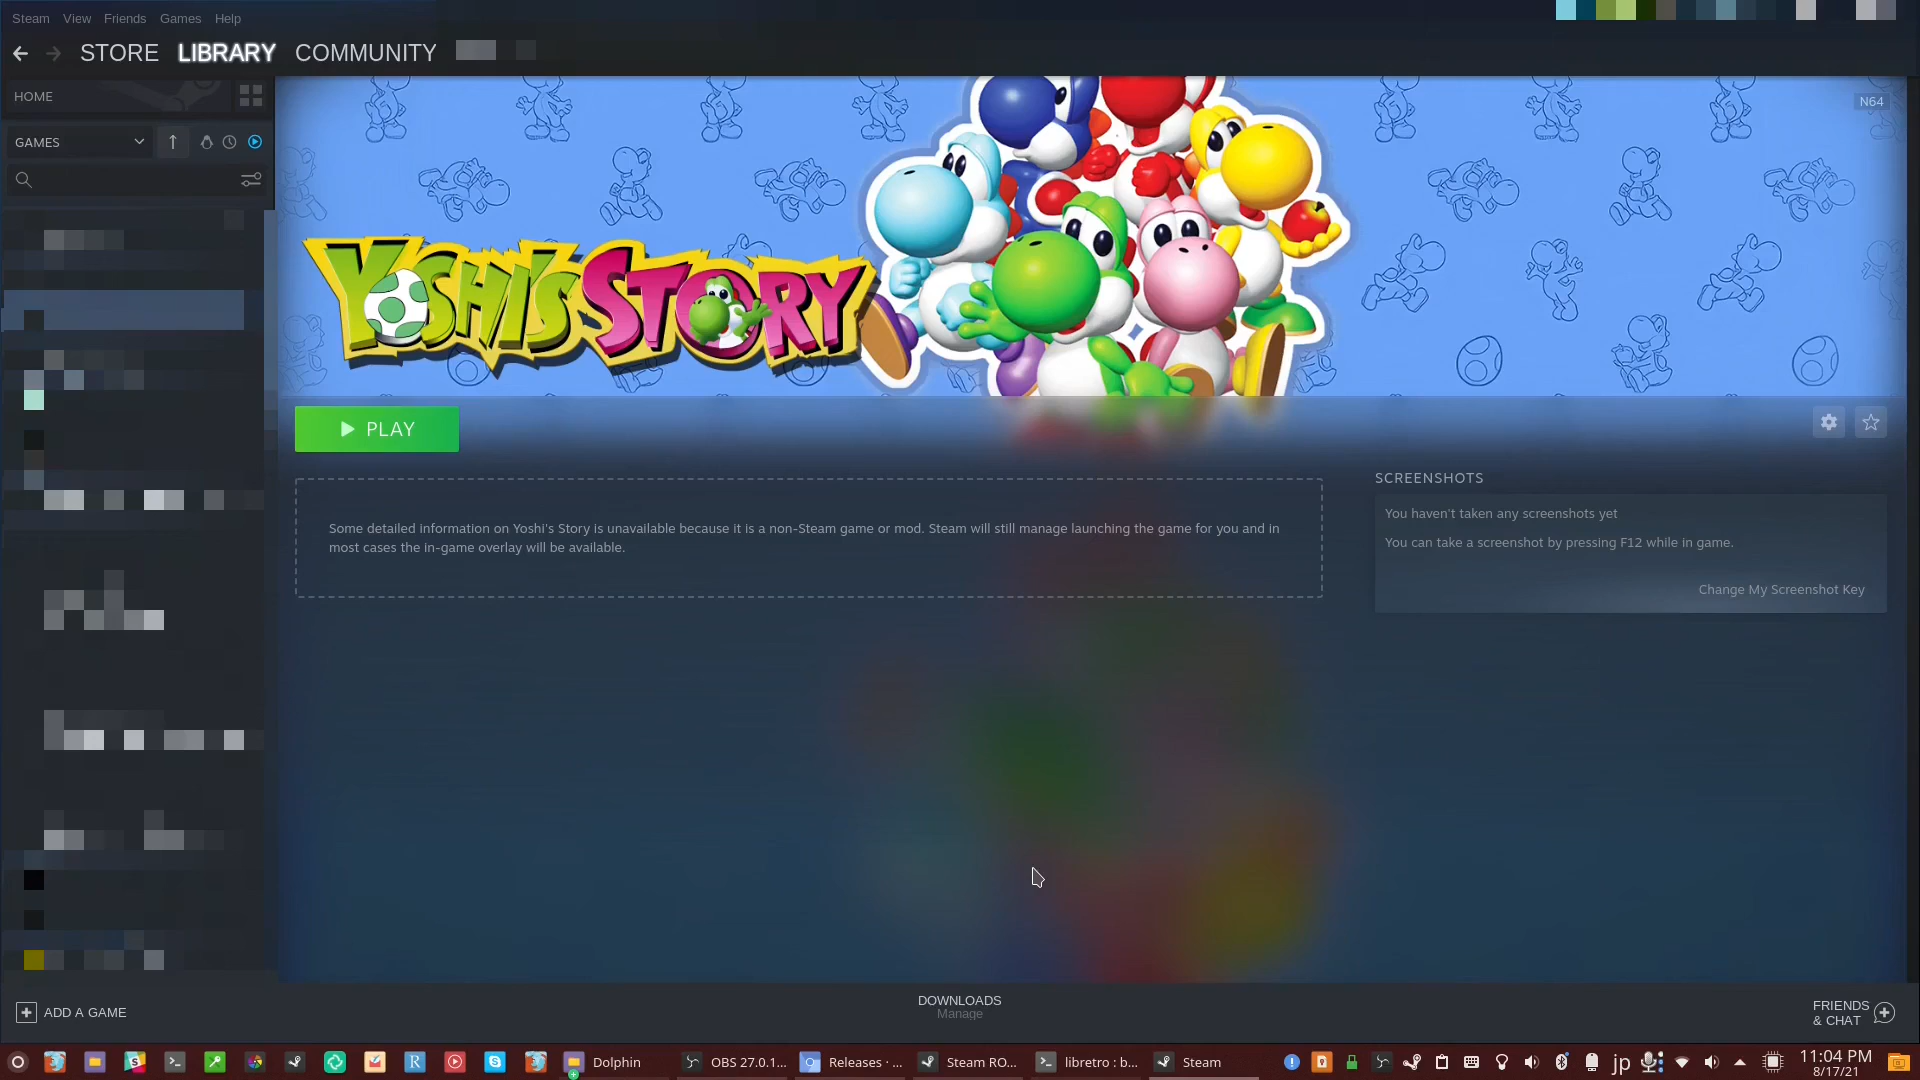 Steam View Friends Games Help
STORE LIBRARY COMMUNITY
HOME
N64
GAMES
YOSHI'S STORY
PLAY
SCREENSHOTS
You haven't taken any screenshots yet
Some detailed information on Yoshi's Story is unavailable because it is a non-Steam game or mod. Steam will still manage launching the game for you and in
most cases the in-game overlay will be available.
You can take a screenshot by pressing F12 while in game.
Change My Screenshot Key
ADD A GAME
DOWNLOADS
Manage
FRIENDS
& CHAT
Dolphin
OBS 27.0.1...
Releases · ...
Steam RO...
libretro : b...
Steam
jp
11:04 PM
8/17/21